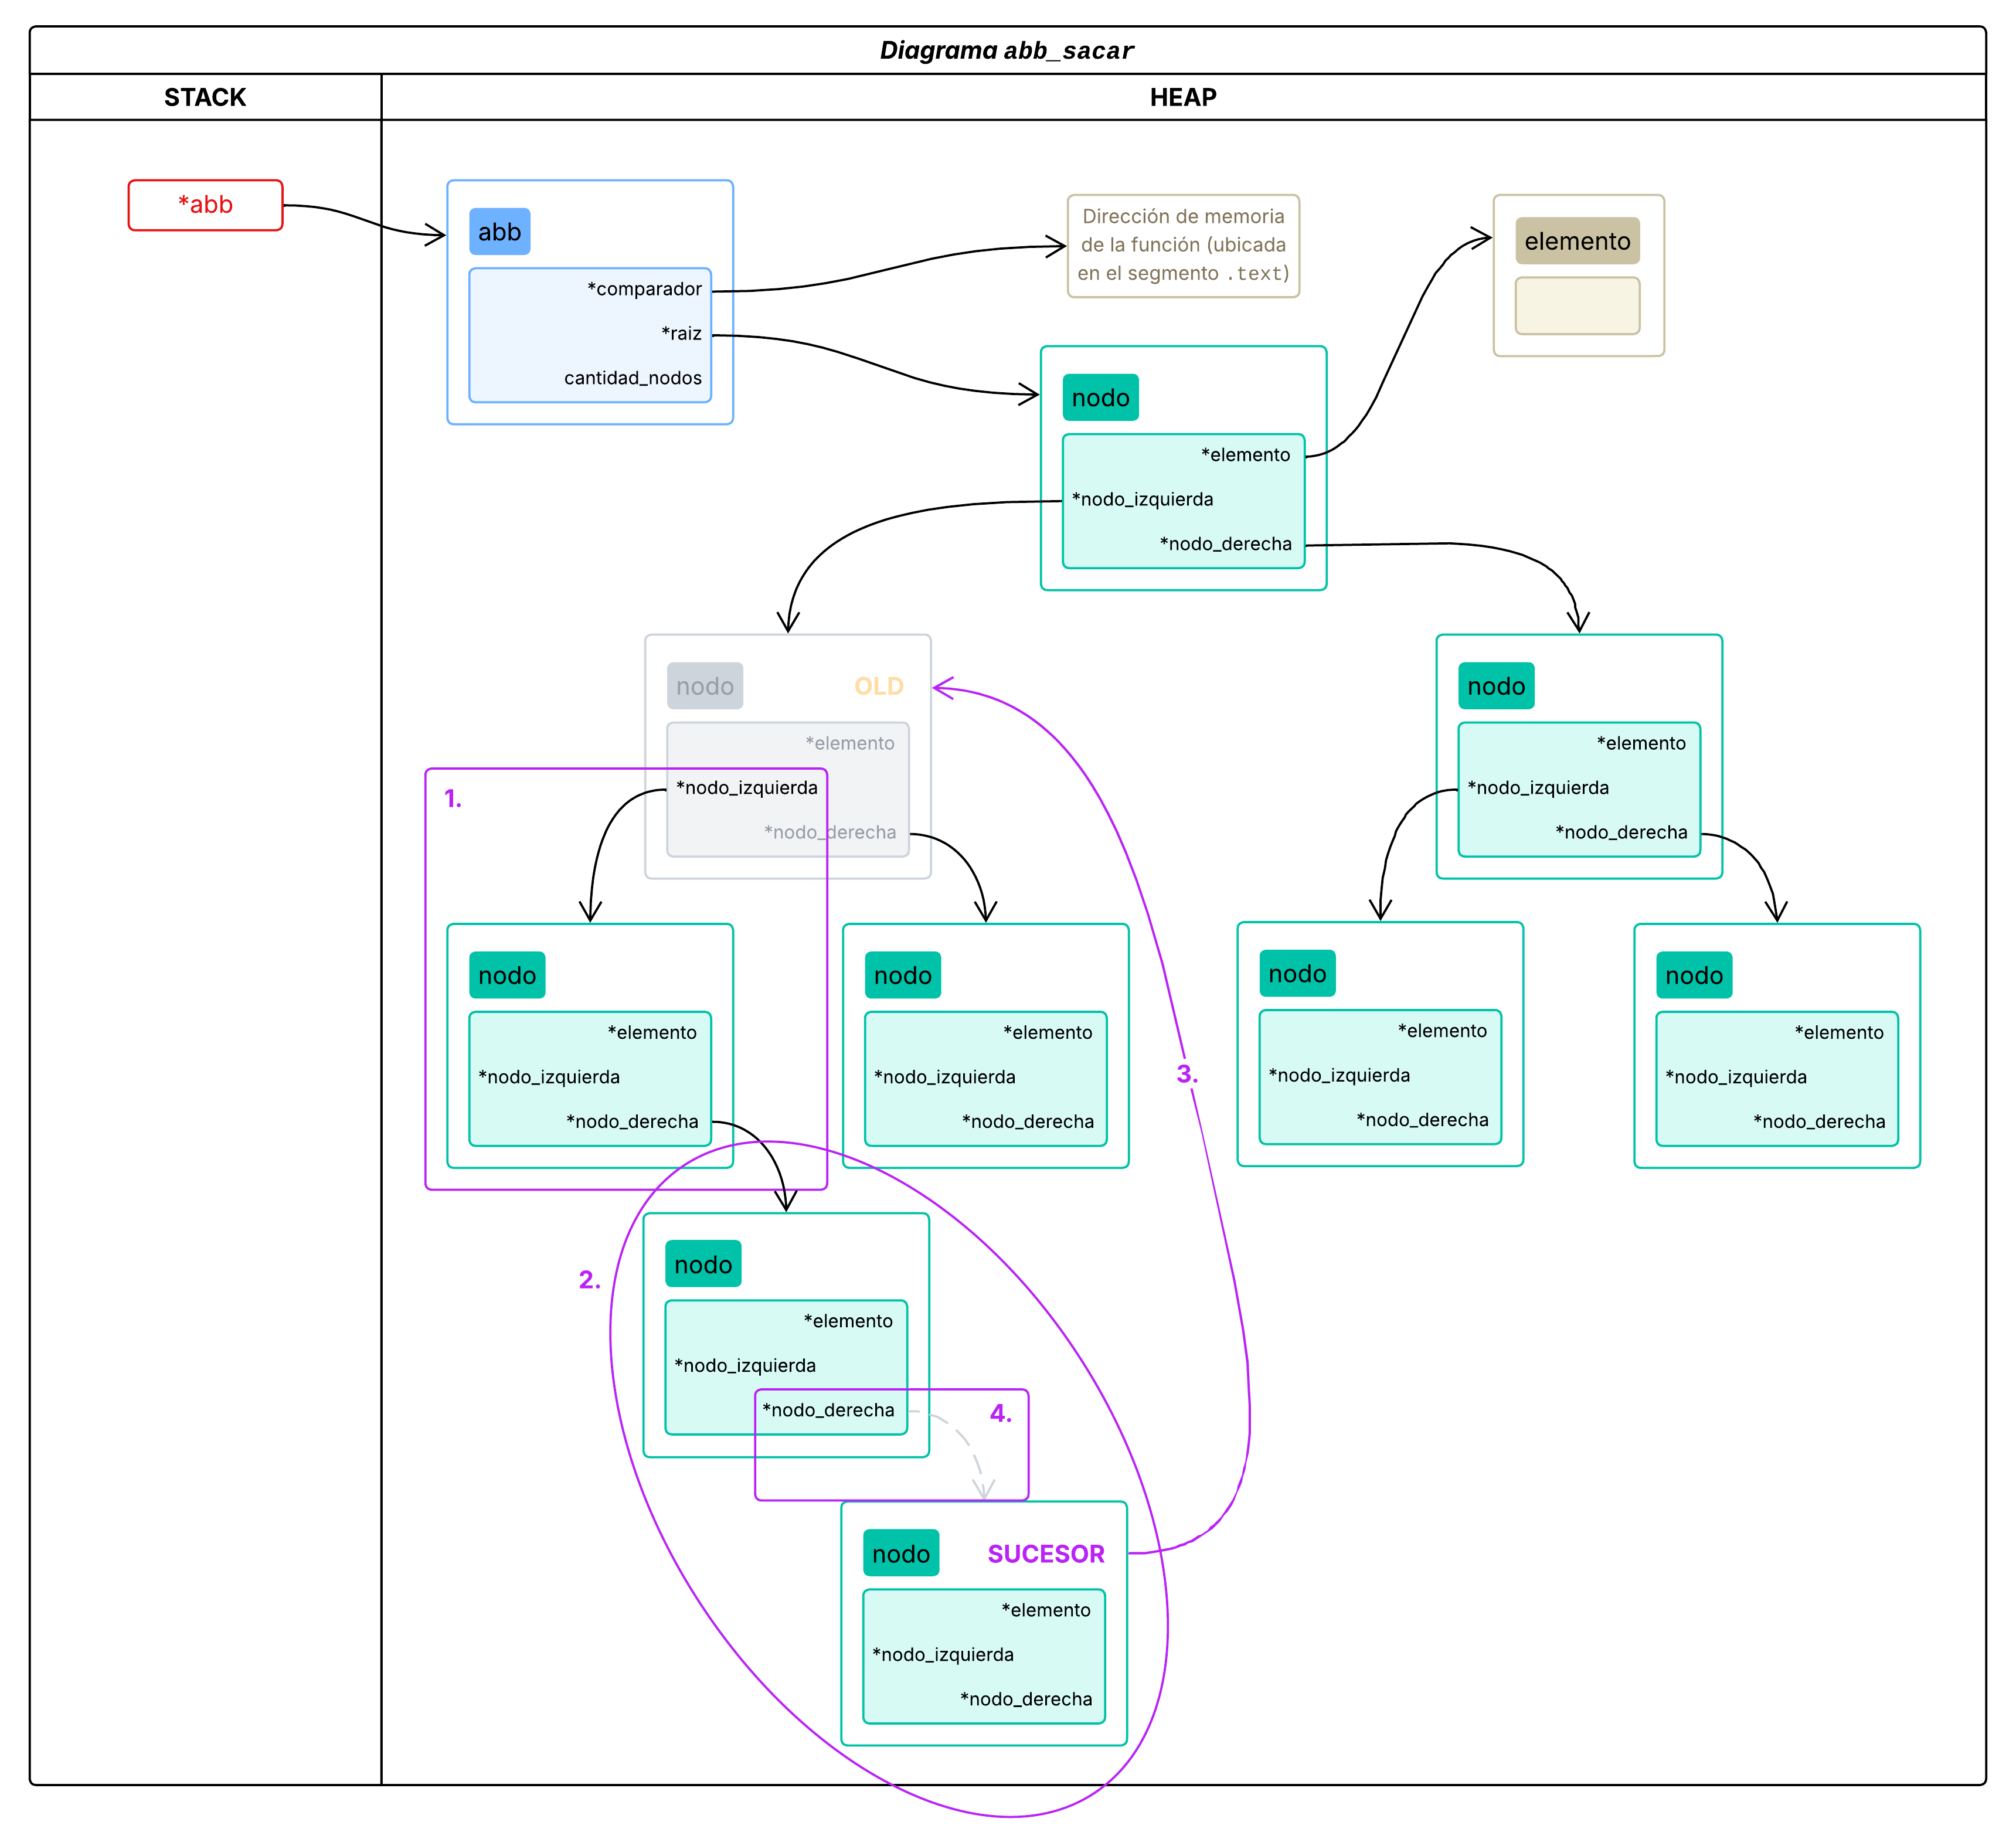 Diagrama abb_sacar
STACK
HEAP
*abb
abb
*comparador
*raiz
cantidad_nodos
Dirección de memoria
de la función (ubicada
en el segmento .text)
elemento
nodo
*elemento
*nodo_izquierda
*nodo_derecha
nodo
OLD
*elemento
*nodo_izquierda
*nodo_derecha
nodo
*elemento
*nodo_izquierda
*nodo_derecha
1.
nodo
*elemento
*nodo_izquierda
*nodo_derecha
nodo
*elemento
*nodo_izquierda
*nodo_derecha
3.
nodo
*elemento
*nodo_izquierda
*nodo_derecha
nodo
*elemento
*nodo_izquierda
*nodo_derecha
2.
nodo
*elemento
*nodo_izquierda
*nodo_derecha
4.
nodo
SUCESOR
*elemento
*nodo_izquierda
*nodo_derecha